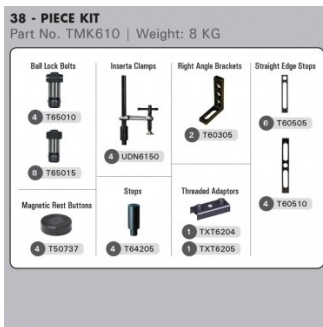 38 - PIECE KIT
Part No. TMK610 | Weight: 8 KG
Ball Lock Bolts
4 T65010
8 T65015
Inserta Clamps
4 UDN6150
Right Angle Brackets
2 T60305
Straight Edge Stops
6 T60505
4 T60510
Magnetic Rest Buttons
4 T50737
Stops
4 T64205
Threaded Adaptors
1 TXT6204
1 TXT6205